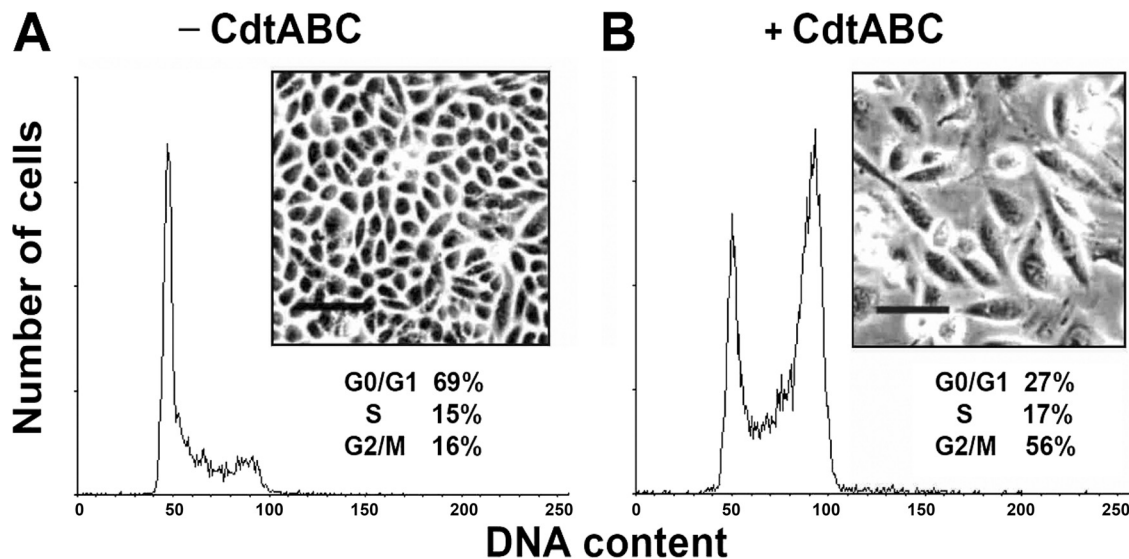 A
– CdtABC
Number of cells
G0/G1 69%
S 15%
G2/M 16%
0 50 100 150 200 250
B
+ CdtABC
G0/G1 27%
S 17%
G2/M 56%
0 50 100 150 200 250
DNA content